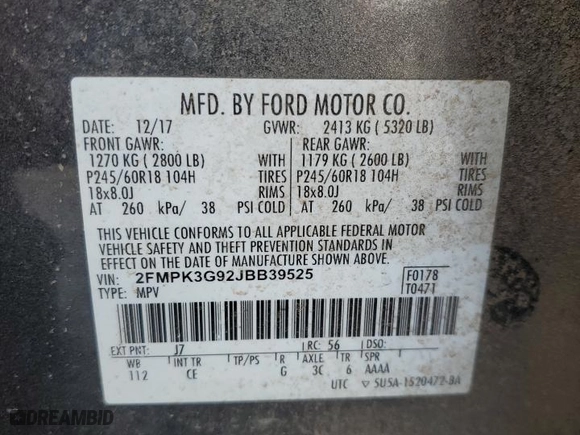 MFD. BY FORD MOTOR CO.
DATE: 12/17 GVWR: 2413 KG ( 5320 LB)
FRONT GAWR: REAR GAWR:
1270 KG ( 2800 LB) WITH 1179 KG ( 2600 LB) WITH
P245/60R18 104H TIRES P245/60R18 104H TIRES
18x8.0J RIMS 18x8.0J RIMS
AT 260 kPa/ 38 PSI COLD AT 260 kPa/ 38 PSI COLD
THIS VEHICLE CONFORMS TO ALL APPLICABLE FEDERAL MOTOR
VEHICLE SAFETY AND THEFT PREVENTION STANDARDS IN
EFFECT ON THE DATE OF MANUFACTURE SHOWN ABOVE.
VIN: 2FMPK3G92JBB39525 F0178
TYPE: MPV T0471
EXT PNT: J7 RC: 56 DSO:
WB INT TR TP/PS R AXLE TR SPR
112 CE G 3C 6 AAAA
UTC ▽ 5U5A-1520472-BA
DREAMBID